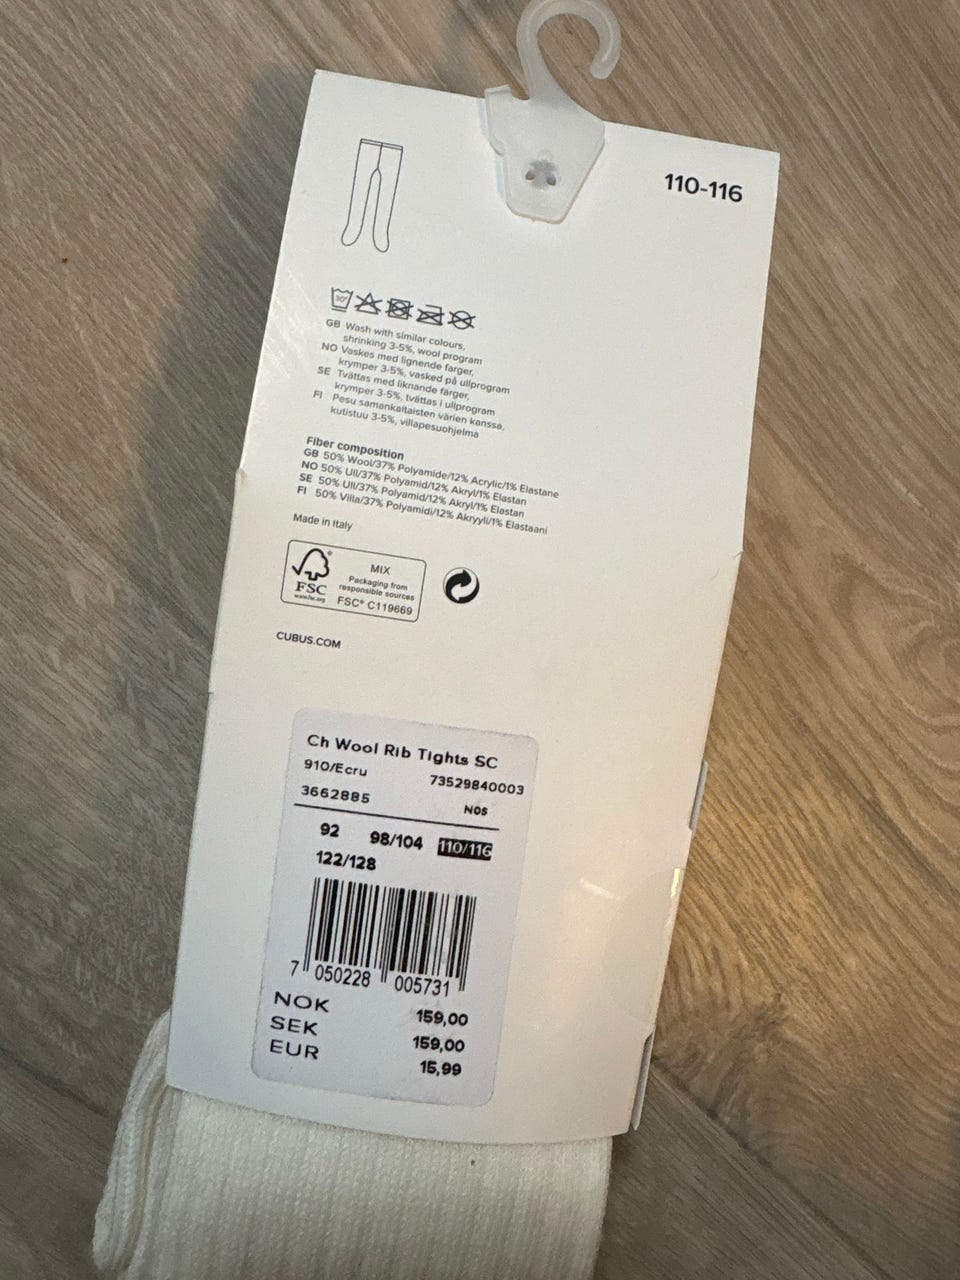 110-116
30°
GB Wash with similar colours,
shrinking 3-5%, wool program
NO Vaskes med lignende farger,
krymper 3-5%, vasked på ullprogram
SE Tvättas med liknande färger,
krymper 3-5%, tvättas i ullprogram
FI Pesu samankaltaisten värien kanssa,
kutistuu 3-5%, villapesuohjelma
Fiber composition
GB 50% Wool/37% Polyamide/12% Acrylic/1% Elastane
NO 50% Ull/37% Polyamid/12% Akryl/1% Elastan
SE 50% Ull/37% Polyamid/12% Akryl/1% Elastan
FI 50% Villa/37% Polyamidi/12% Akryyli/1% Elastaani
Made in Italy
FSC
www.fsc.org
MIX
Packaging from
responsible sources
FSC® C119669
CUBUS.COM
Ch Wool Rib Tights SC
910/Ecru 73529840003
3662885 N05
92 98/104 110/116
122/128
7 050228 005731
NOK 159,00
SEK 159,00
EUR 15,99